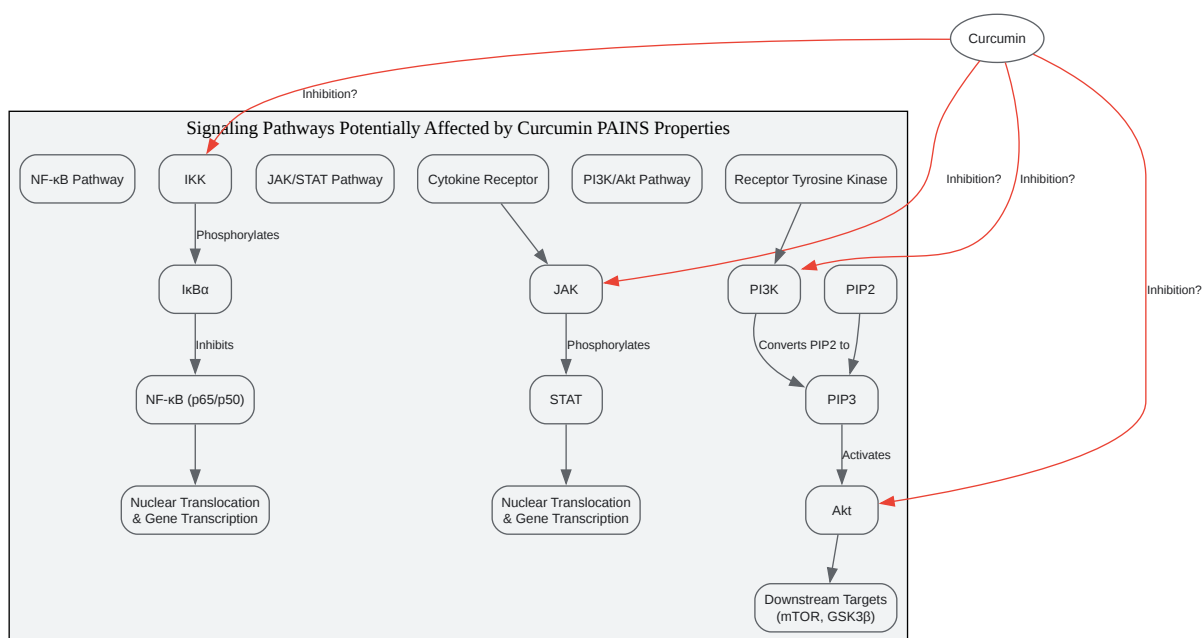 Curcumin
Inhibition?
Signaling Pathways Potentially Affected by Curcumin PAINS Properties
NF-κB Pathway
IKK
JAK/STAT Pathway
Cytokine Receptor
PI3K/Akt Pathway
Receptor Tyrosine Kinase
Inhibition?
Inhibition?
Phosphorylates
IκBα
JAK
PI3K
PIP2
Inhibition?
Inhibits
Phosphorylates
Converts PIP2 to
NF-κB (p65/p50)
STAT
PIP3
Activates
Nuclear Translocation
& Gene Transcription
Nuclear Translocation
& Gene Transcription
Akt
Downstream Targets
(mTOR, GSK3β)